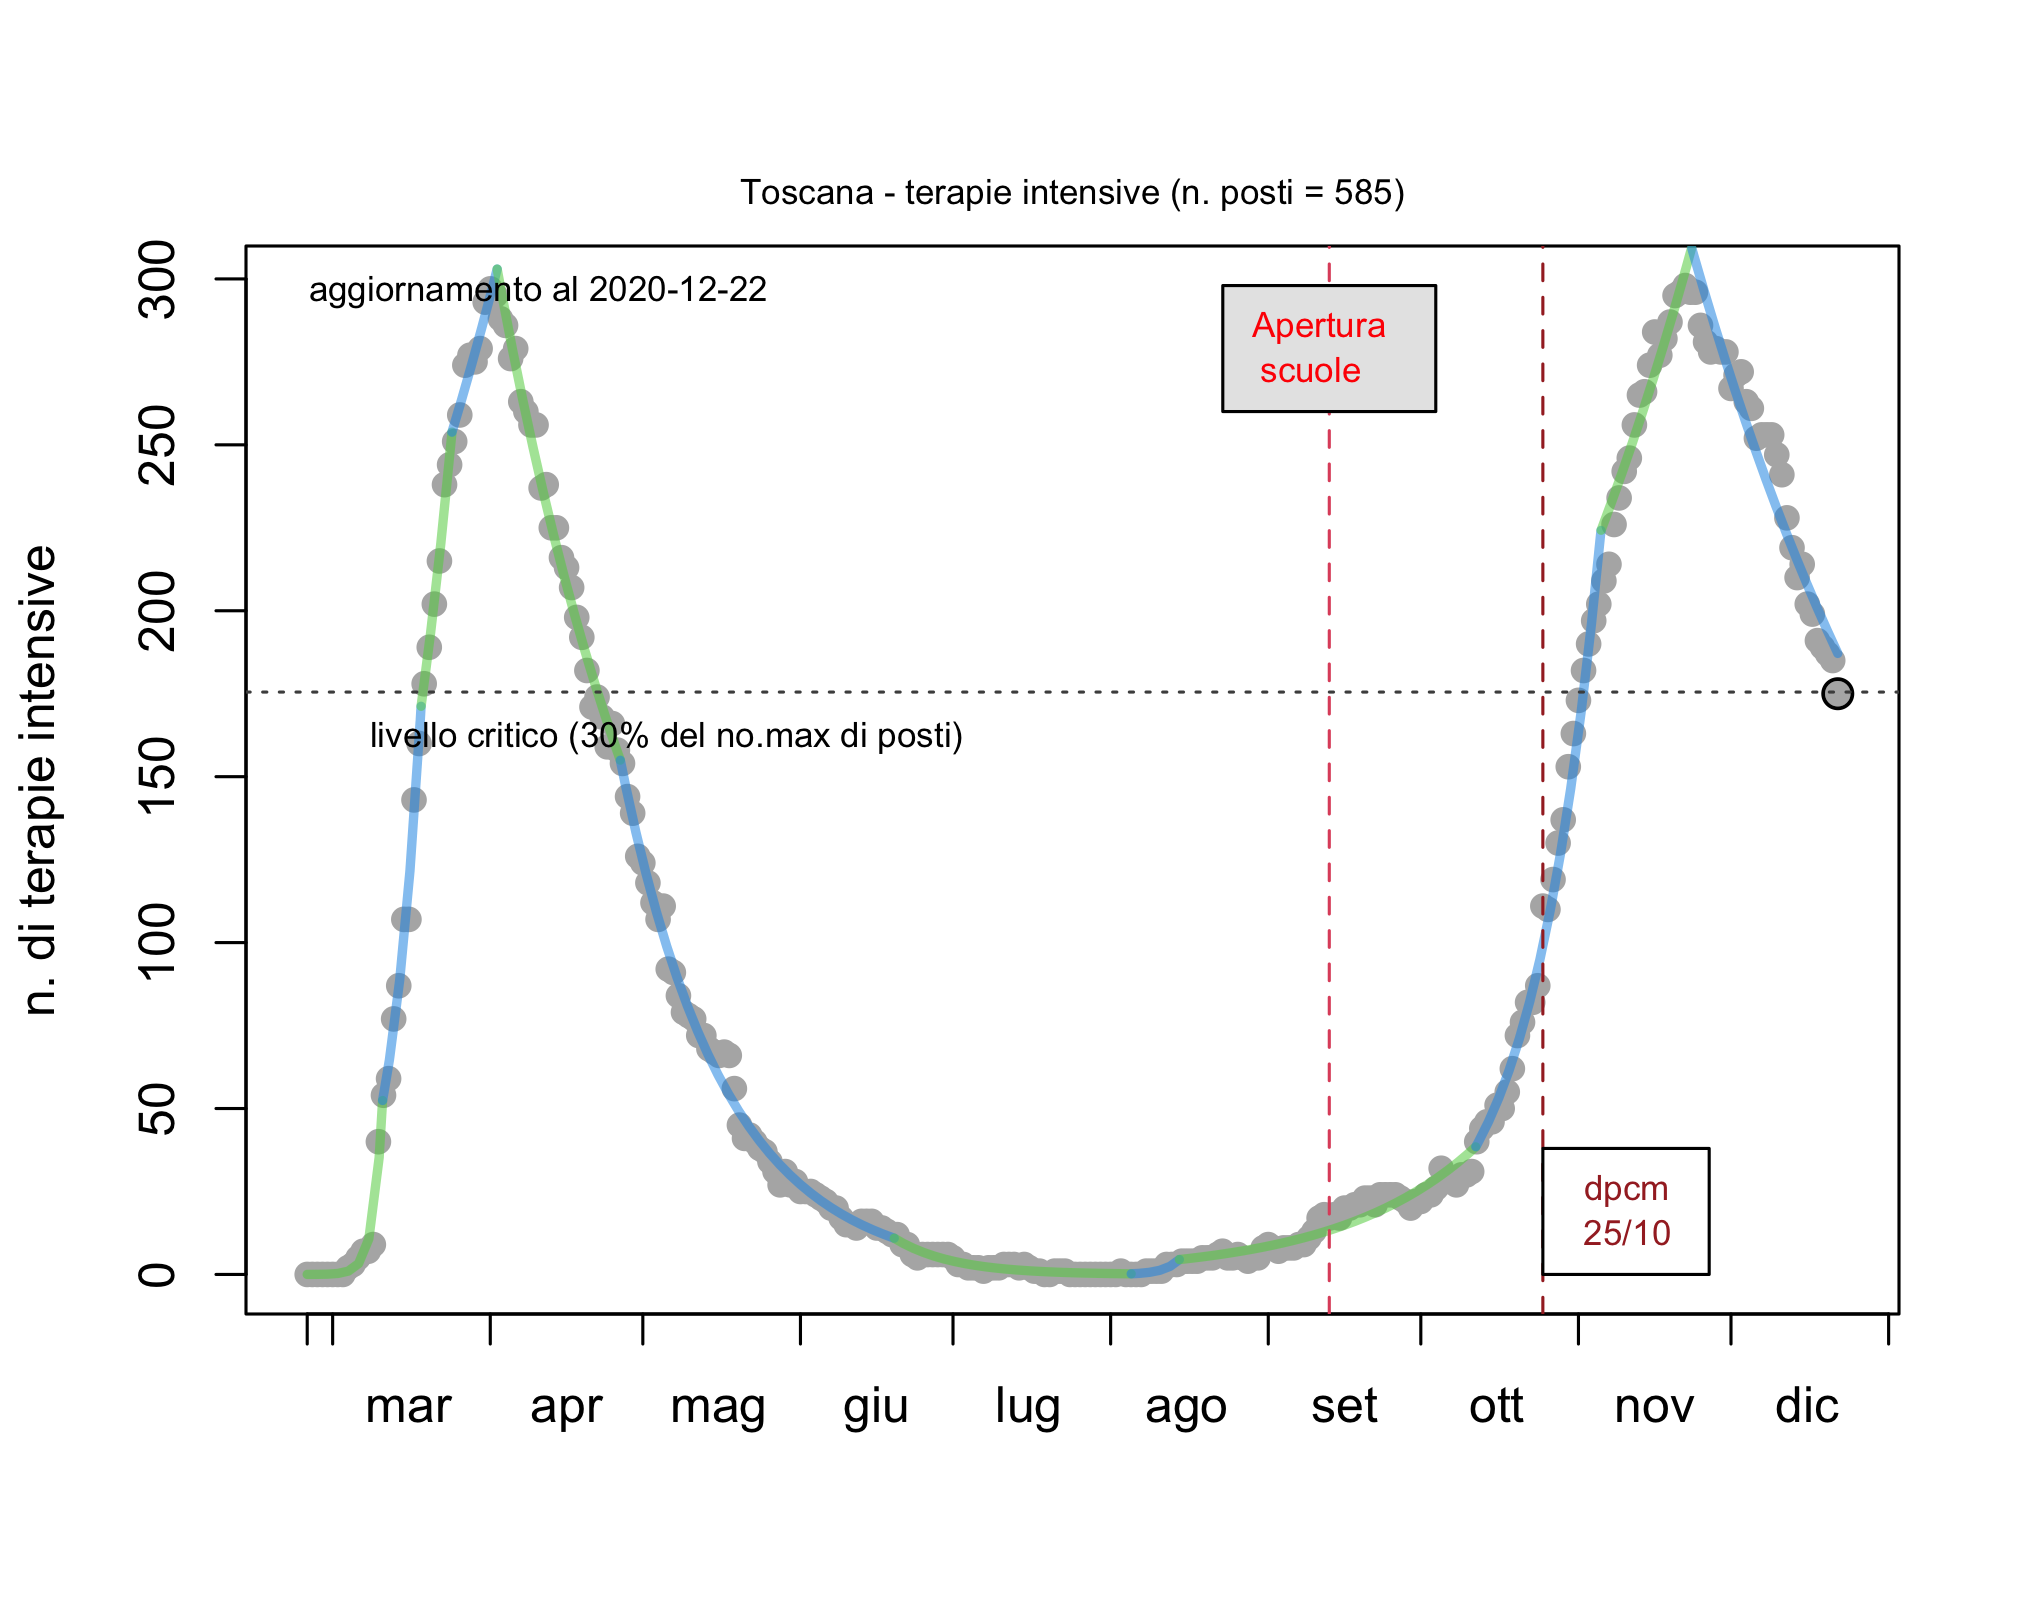 Toscana - terapie intensive (n. posti = 585)
aggiornamento al 2020-12-22
Apertura
scuole
livello critico (30% del no.max di posti)
dpcm
25/10
n. di terapie intensive
300
250
200
150
100
50
0
mar apr mag giu lug ago set ott nov dic